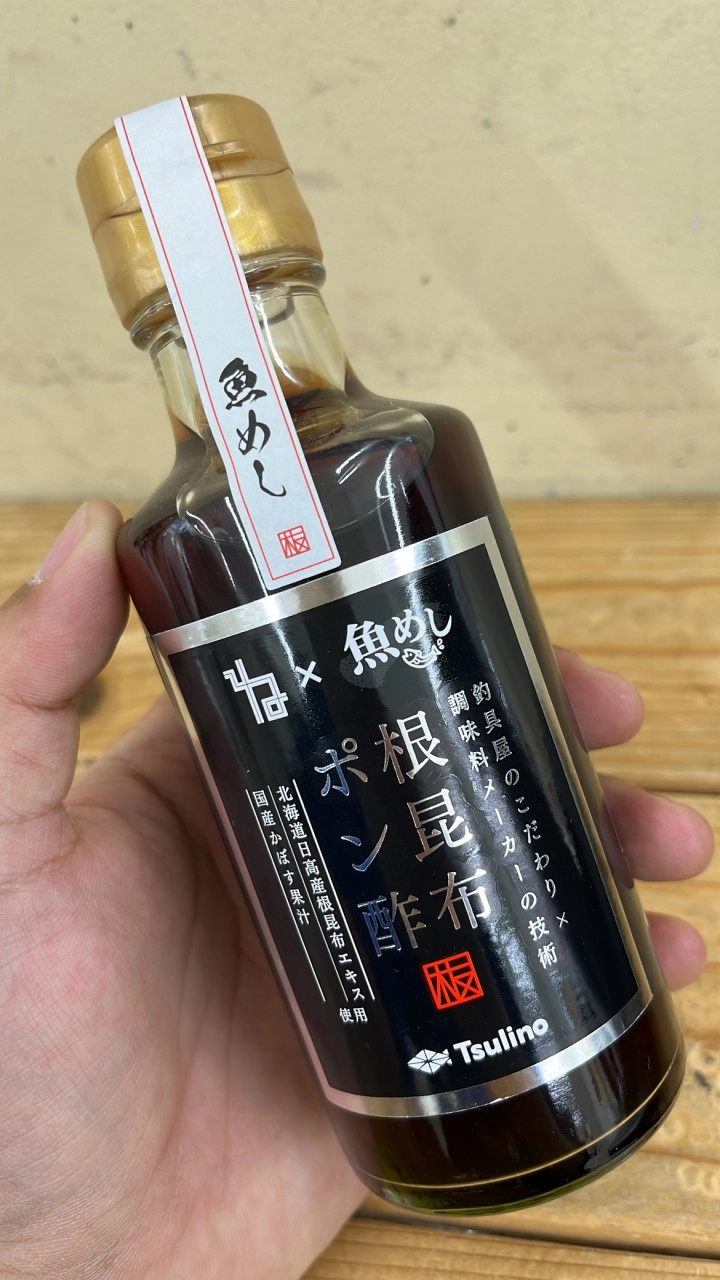 魚めし
板
ね×魚めし
釣具屋のこだわり×
調味料メーカーの技術
根昆布
ポン酢
北海道日高産根昆布エキス
国産かぼす果汁
使用
板
Tsulino